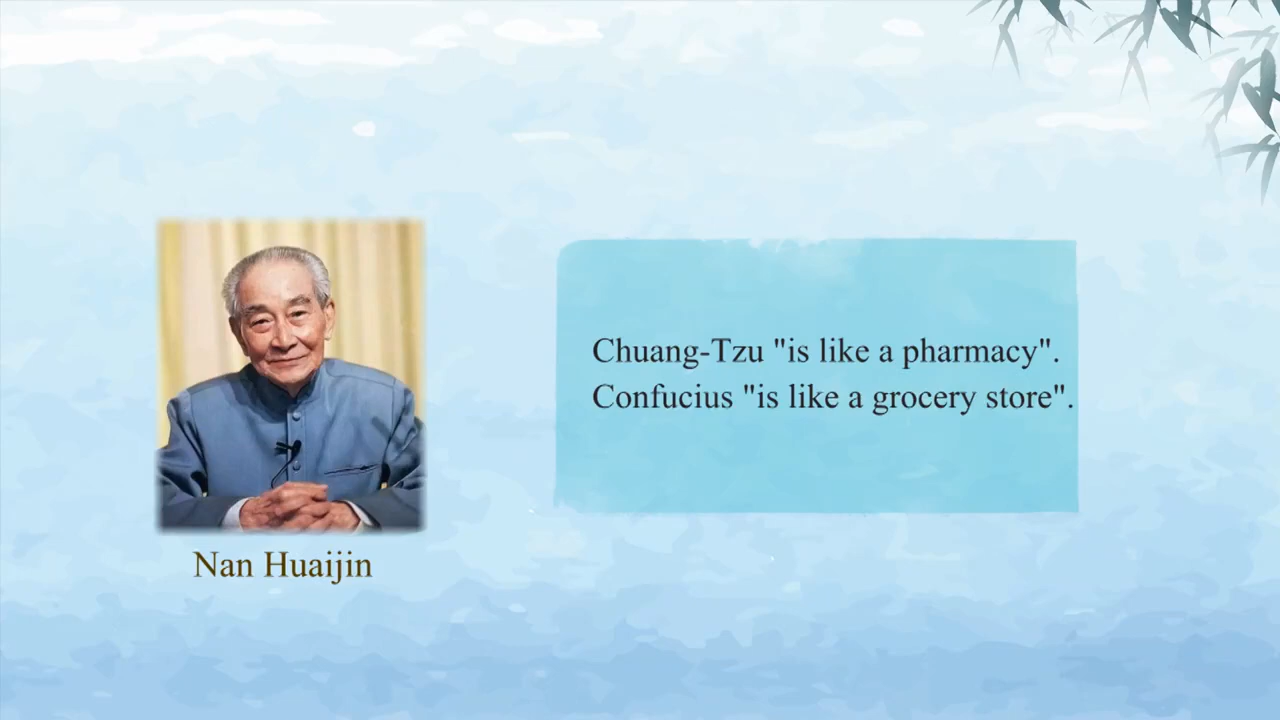 Chuang-Tzu "is like a pharmacy".
Confucius "is like a grocery store".
Nan Huaijin